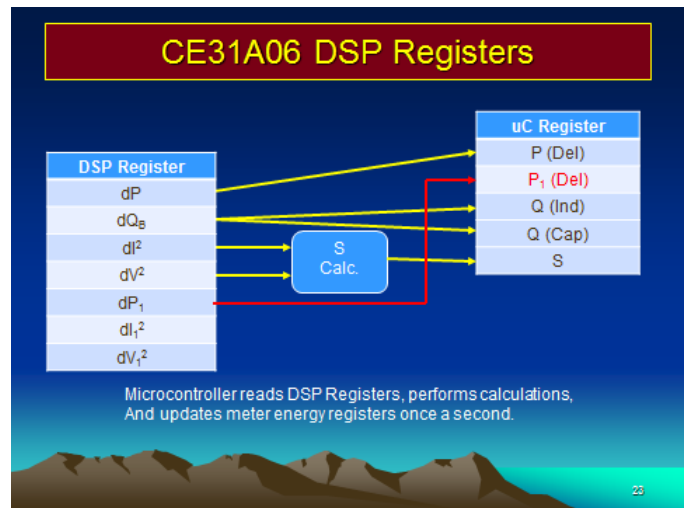 CE31A06 DSP Registers
uC Register
P (Del)
P₁ (Del)
Q (Ind)
Q (Cap)
S
DSP Register
dP
dQ_B
dI²
dV²
dP₁
dI₁²
dV₁²
S
Calc.
Microcontroller reads DSP Registers, performs calculations,
And updates meter energy registers once a second.
23